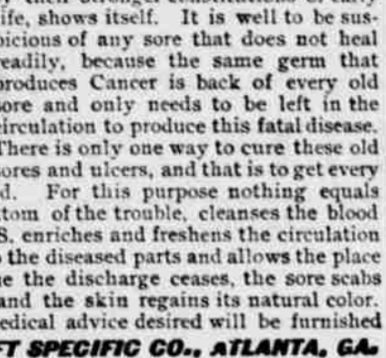 life, shows itself. It is well to be sus-
picious of any sore that does not heal
readily, because the same germ that
produces Cancer is back of every old
sore and only needs to be left in the
circulation to produce this fatal disease.
There is only one way to cure these old
sores and ulcers, and that is to get every
d. For this purpose nothing equals
atom of the trouble, cleanses the blood
S. enriches and freshens the circulation
o the diseased parts and allows the place
ne the discharge ceases, the sore scabs
and the skin regains its natural color.
edical advice desired will be furnished
FT SPECIFIC CO., ATLANTA, GA.